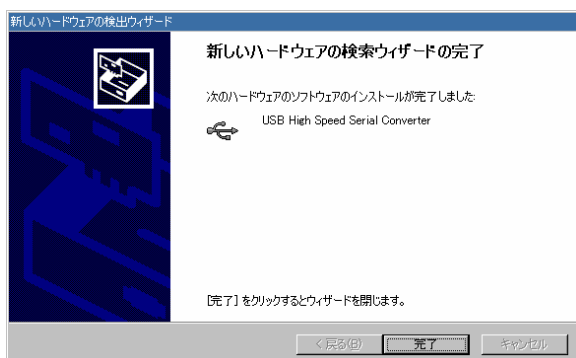 新しいハードウェアの検出ウィザード
新しいハードウェアの検索ウィザードの完了
次のハードウェアのソフトウェアのインストールが完了しました:
USB High Speed Serial Converter
[完了] をクリックするとウィザードを閉じます。
< 戻る(B) 完了 キャンセル